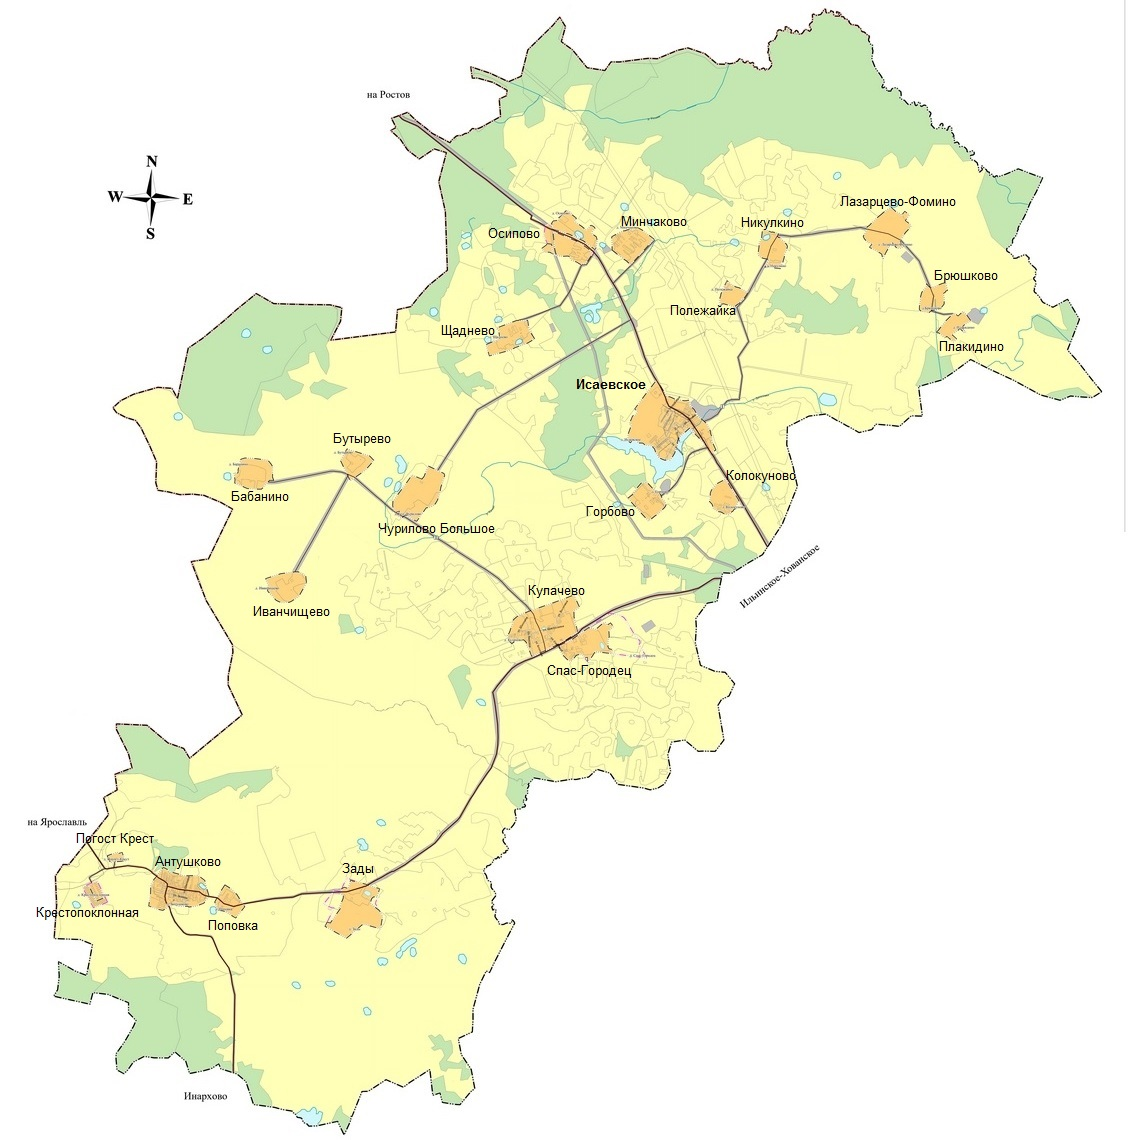 на Ростов
N
W
E
S
Лазарцево-Фомино
Минчаково
Никулкино
Осипово
Брюшково
Полежайка
Щаднево
Плакидино
Исаевское
Бутырево
Колокуново
Бабанино
Горбово
Чурилово Большое
Ильинское-Хованское
Кулачево
Иванчищево
Спас-Городец
на Ярославль
Погост Крест
Антушково
Зады
Крестопоклонная
Поповка
Инархово